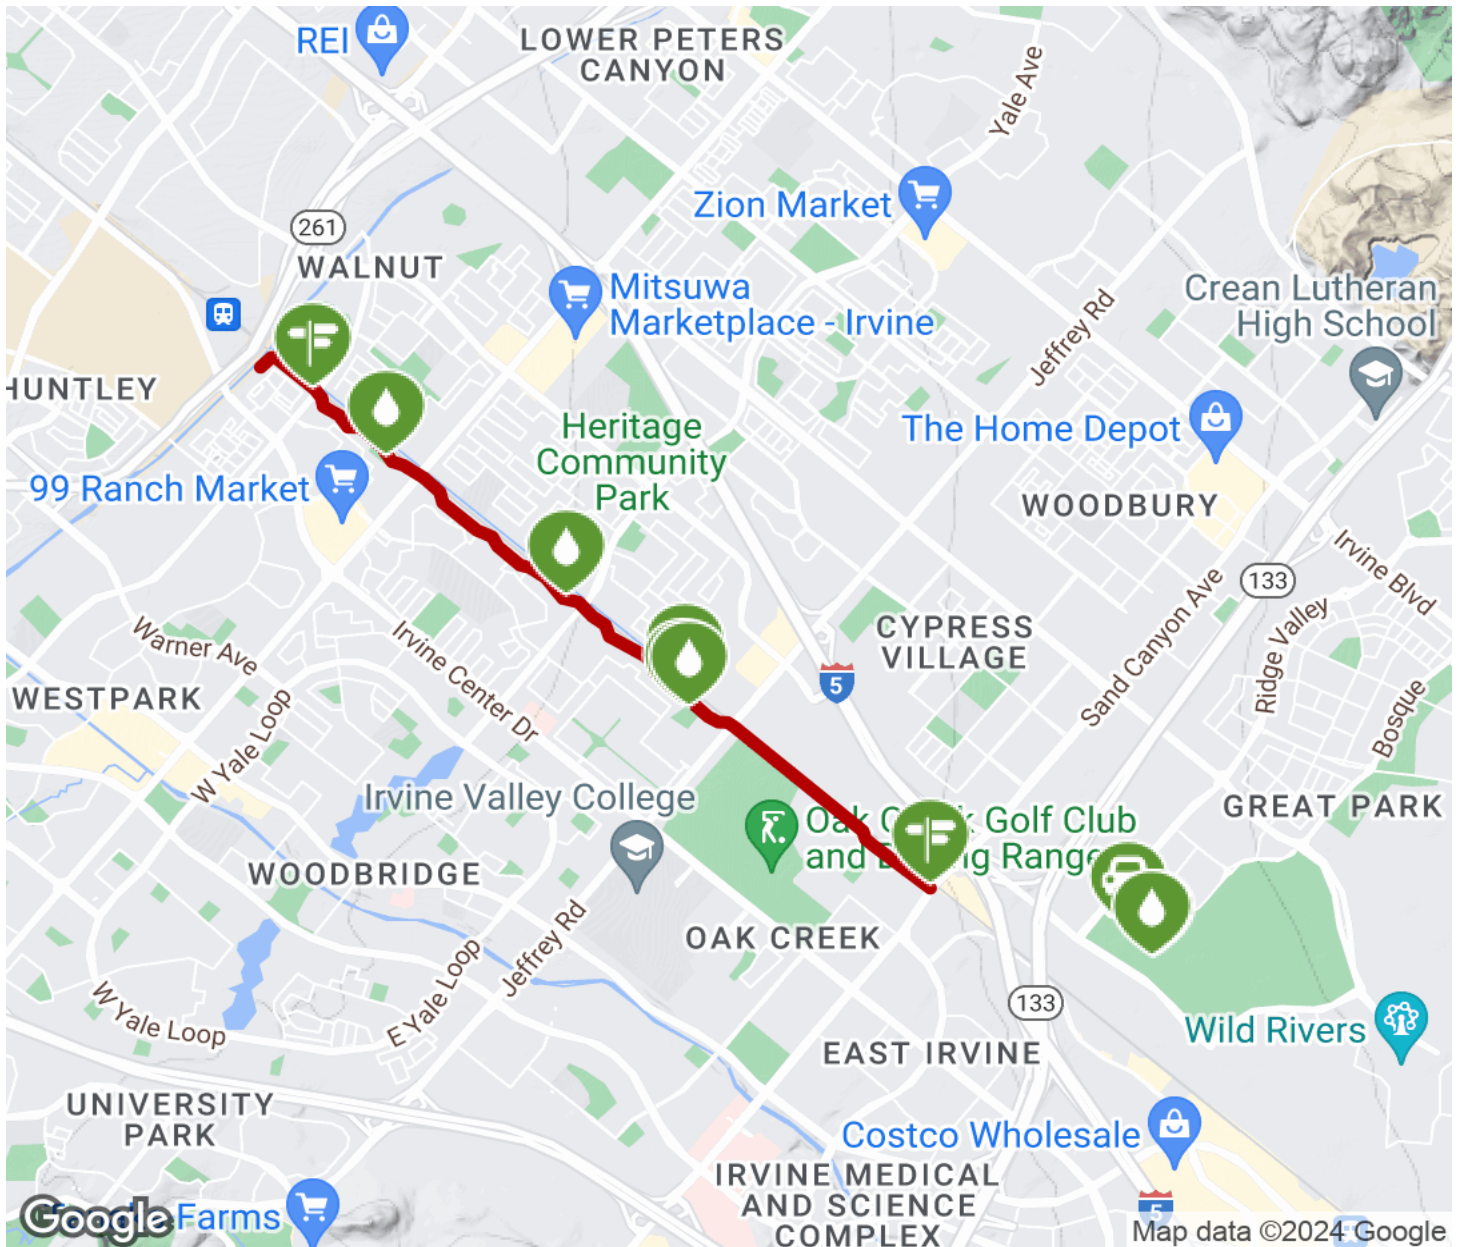 REI
LOWER PETERS
CANYON
Yale Ave
Zion Market
261
WALNUT
Mitsuwa
Marketplace - Irvine
Crean Lutheran
High School
Jeffrey Rd
HUNTLEY
Heritage
Community
Park
The Home Depot
99 Ranch Market
WOODBURY
Irvine Blvd
133
Sand Canyon Ave
Ridge Valley
Warner Ave
Irvine Center Dr
CYPRESS
VILLAGE
5
WESTPARK
W Yale Loop
Bosque
Irvine Valley College
GREAT PARK
Golf Club
and
Range
WOODBRIDGE
OAK CREEK
Jeffrey Rd
E Yale Loop
W Yale Loop
133
Wild Rivers
EAST IRVINE
UNIVERSITY
PARK
Costco Wholesale
IRVINE MEDICAL
AND SCIENCE
COMPLEX
5
Farms
Google
Map data ©2024 Google